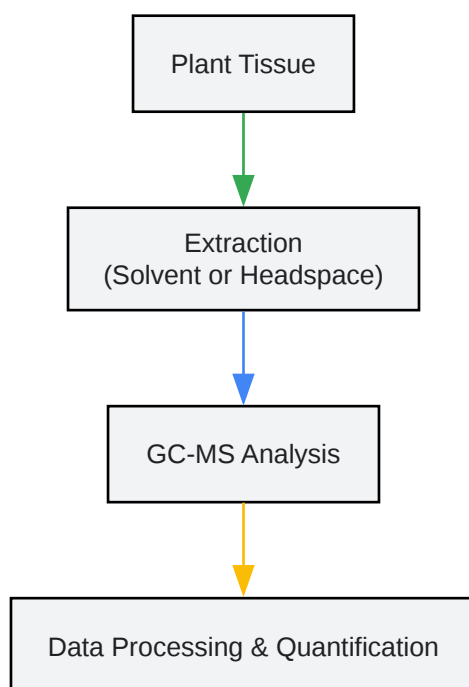 Plant Tissue
Extraction
(Solvent or Headspace)
GC-MS Analysis
Data Processing & Quantification